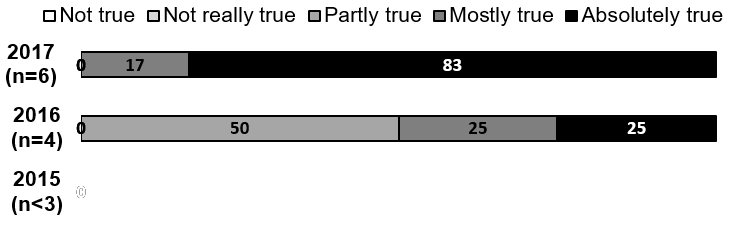 Not true Not really true Partly true Mostly true Absolutely true
2017
(n=6)
0 17 83
2016
(n=4)
0 50 25 25
2015
(n<3)